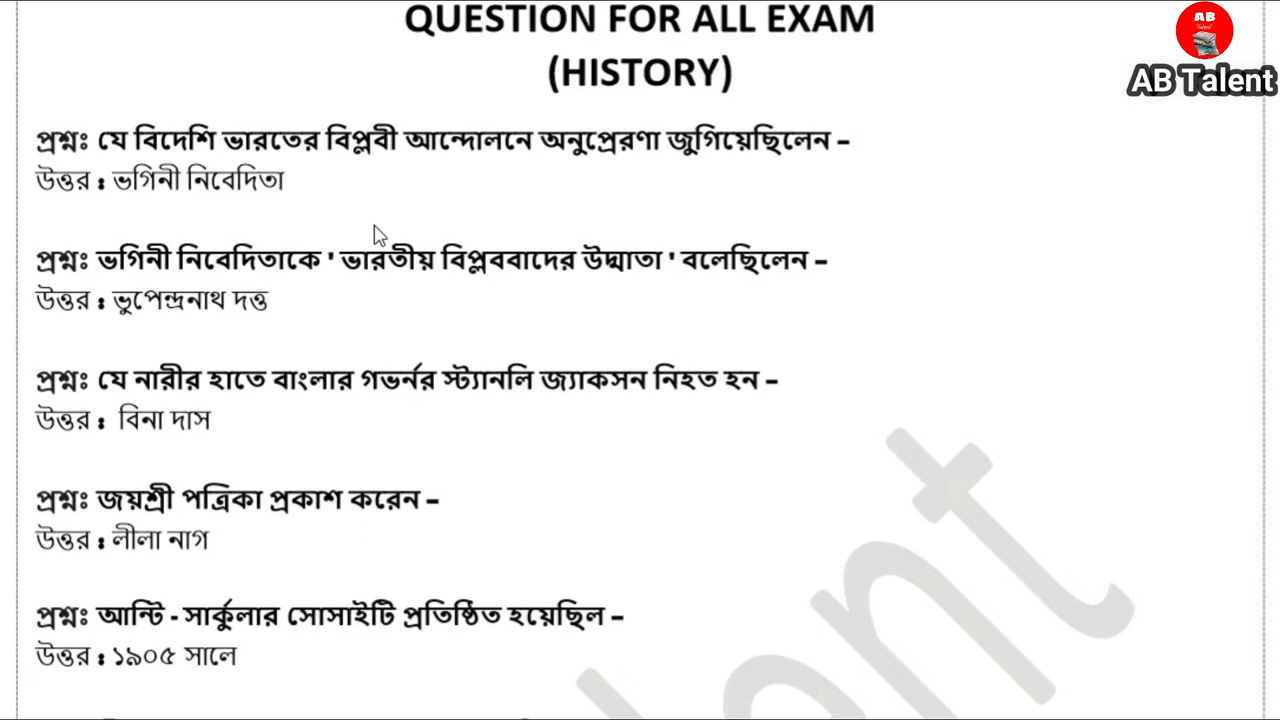 QUESTION FOR ALL EXAM
(HISTORY)
AB
Talent
AB Talent
প্রশ্নঃ যে বিদেশি ভারতের বিপ্লবী আন্দোলনে অনুপ্রেরণা জুগিয়েছিলেন –
উত্তর : ভগিনী নিবেদিতা
প্রশ্নঃ ভগিনী নিবেদিতাকে ' ভারতীয় বিপ্লববাদের উদ্গাতা ' বলেছিলেন –
উত্তর : ভুপেন্দ্রনাথ দত্ত
প্রশ্নঃ যে নারীর হাতে বাংলার গভর্নর স্ট্যানলি জ্যাকসন নিহত হন –
উত্তর : বিনা দাস
প্রশ্নঃ জয়শ্রী পত্রিকা প্রকাশ করেন –
উত্তর : লীলা নাগ
প্রশ্নঃ আন্টি - সার্কুলার সোসাইটি প্রতিষ্ঠিত হয়েছিল –
উত্তর : ১৯০৫ সালে